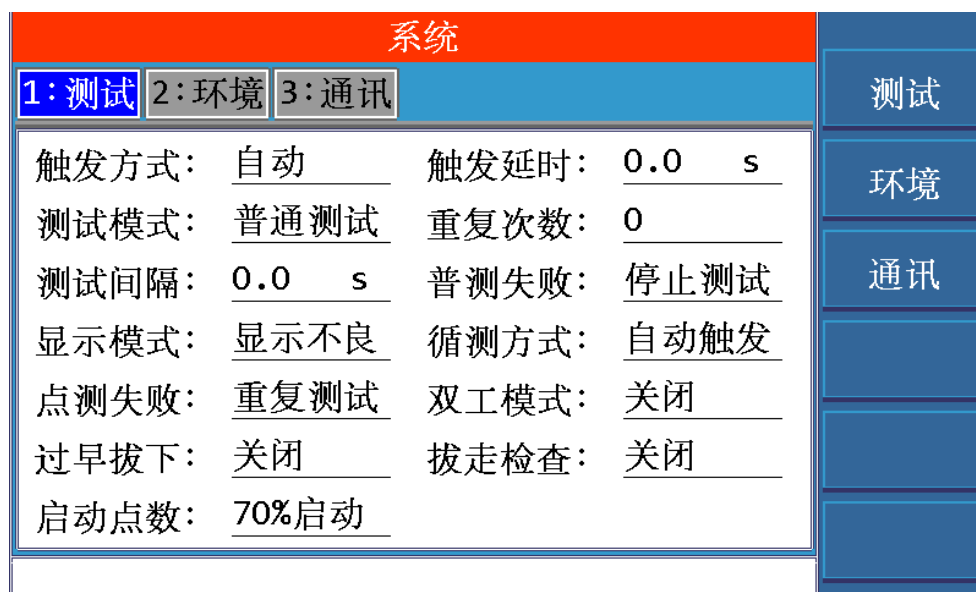 系统
1:测试 2:环境 3:通讯
触发方式: 自动 触发延时: 0.0 s
测试模式: 普通测试 重复次数: 0
测试间隔: 0.0 s 普测失败: 停止测试
显示模式: 显示不良 循测方式: 自动触发
点测失败: 重复测试 双工模式: 关闭
过早拔下: 关闭 拔走检查: 关闭
启动点数: 70%启动
测试
环境
通讯